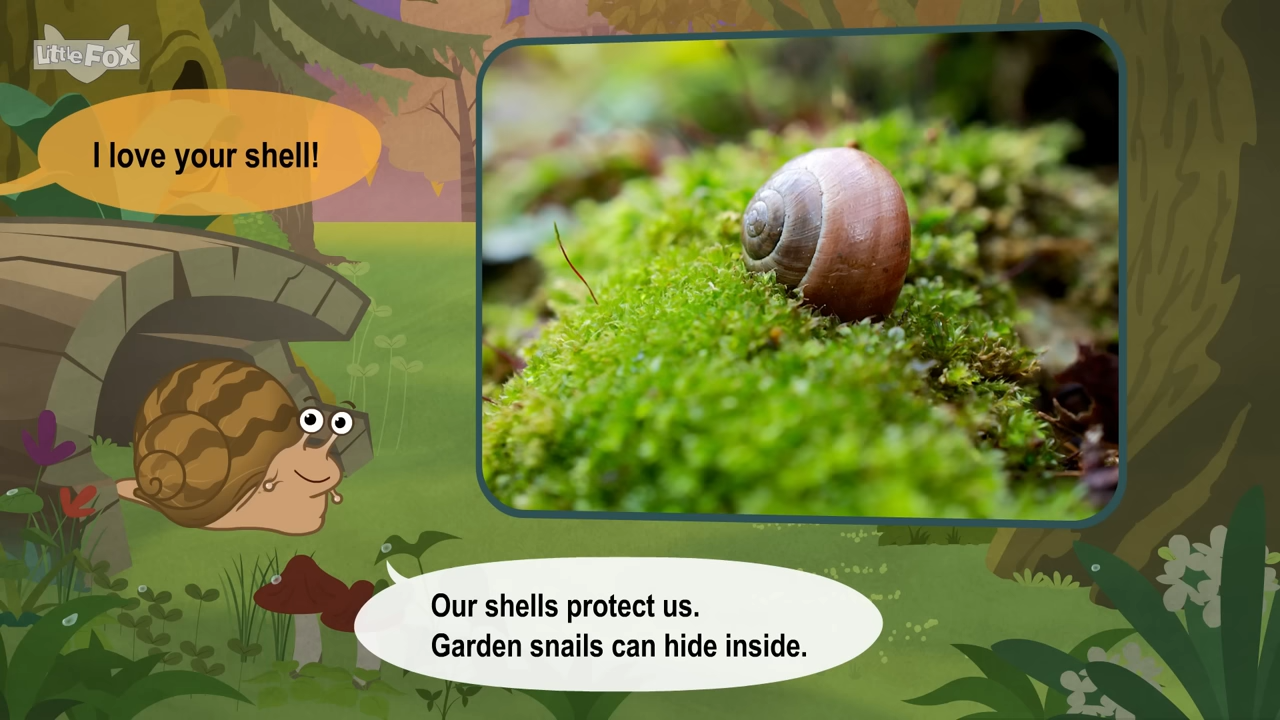 Little Fox
I love your shell!
Our shells protect us.
Garden snails can hide inside.